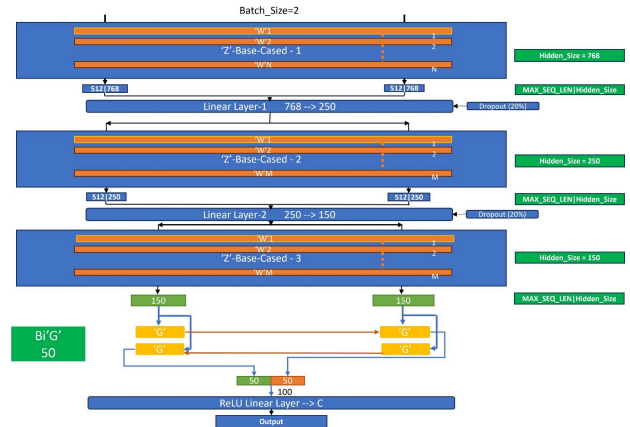 Batch_Size=2
'W'1
1
'W'2
2
'Z'-Base-Cased - 1
'W'N
N
Hidden_Size = 768
512|768
512|768
MAX_SEQ_LEN|Hidden_Size
Linear Layer-1 768 --> 250
Dropout (20%)
'W'1
1
'W'2
2
'Z'-Base-Cased - 2
'W'M
M
Hidden_Size = 250
512|250
512|250
MAX_SEQ_LEN|Hidden_Size
Linear Layer-2 250 --> 150
Dropout (20%)
'W'1
1
'W'2
2
'Z'-Base-Cased - 3
'W'M
M
Hidden_Size = 150
150
150
MAX_SEQ_LEN|Hidden_Size
Bi'G'
50
'G'
'G'
'G'
'G'
50
50
100
ReLU Linear Layer --> C
Output